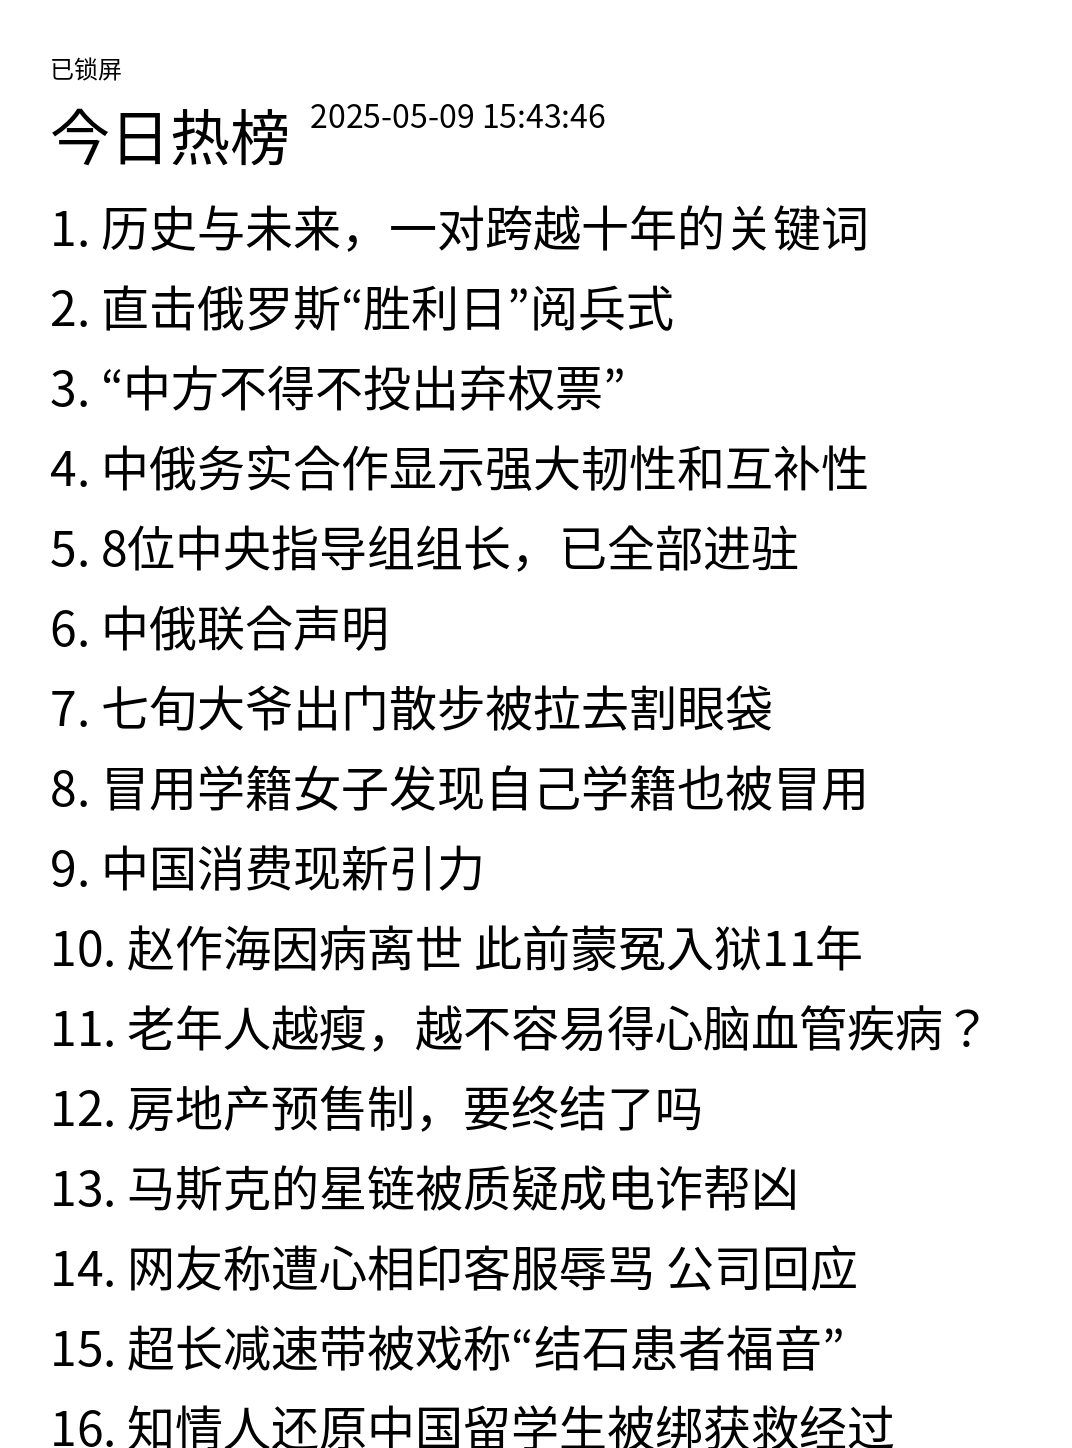 已锁屏
今日热榜 2025-05-09 15:43:46
1. 历史与未来，一对跨越十年的关键词
2. 直击俄罗斯“胜利日”阅兵式
3. “中方不得不投出弃权票”
4. 中俄务实合作显示强大韧性和互补性
5. 8位中央指导组组长，已全部进驻
6. 中俄联合声明
7. 七旬大爷出门散步被拉去割眼袋
8. 冒用学籍女子发现自己学籍也被冒用
9. 中国消费现新引力
10. 赵作海因病离世 此前蒙冤入狱11年
11. 老年人越瘦，越不容易得心脑血管疾病？
12. 房地产预售制，要终结了吗
13. 马斯克的星链被质疑成电诈帮凶
14. 网友称遭心相印客服辱骂 公司回应
15. 超长减速带被戏称“结石患者福音”
16. 知情人还原中国留学生被绑获救经过